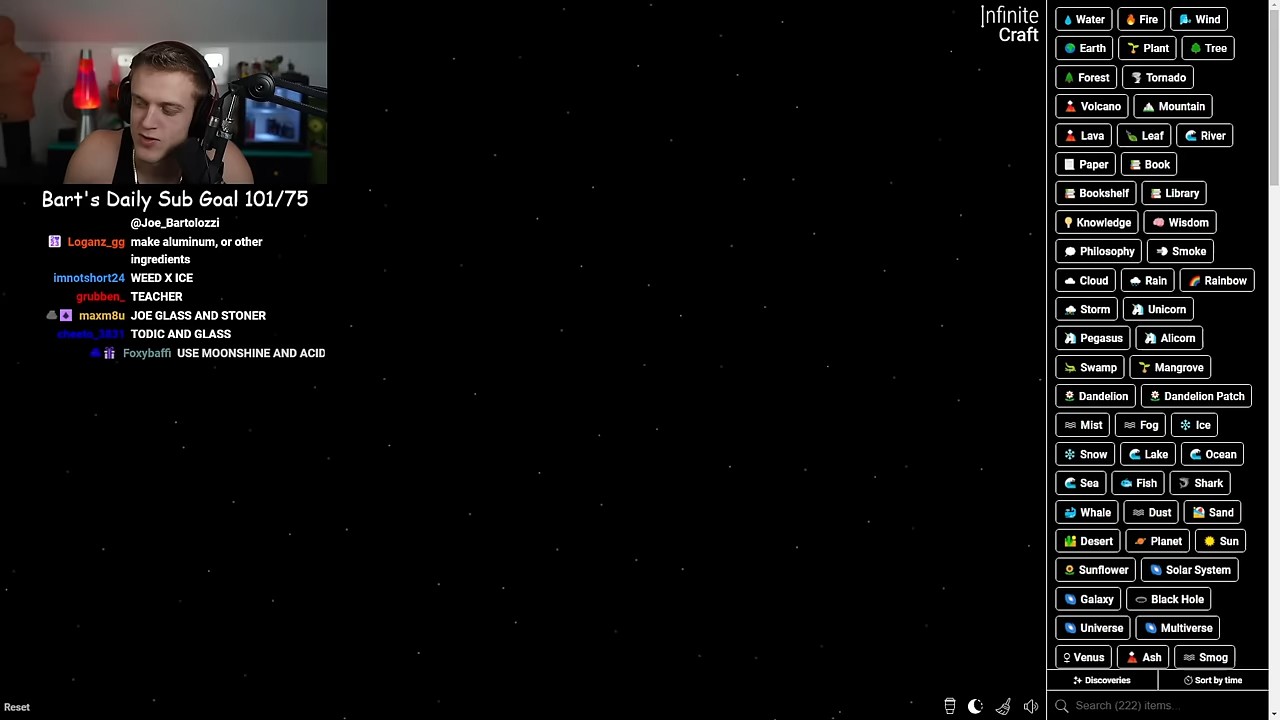 Infinite
Craft
Bart's Daily Sub Goal 101/75
@Joe_Bartolozzi
Loganz_gg make aluminum, or other
ingredients
imnotshort24 WEED X ICE
grubben_ TEACHER
maxm8u JOE GLASS AND STONER
TODIC AND GLASS
Foxybaffi USE MOONSHINE AND ACID
Water Fire Wind
Earth Plant Tree
Forest Tornado
Volcano Mountain
Lava Leaf River
Paper Book
Bookshelf Library
Knowledge Wisdom
Philosophy Smoke
Cloud Rain Rainbow
Storm Unicorn
Pegasus Alicorn
Swamp Mangrove
Dandelion Dandelion Patch
Mist Fog Ice
Snow Lake Ocean
Sea Fish Shark
Whale Dust Sand
Desert Planet Sun
Sunflower Solar System
Galaxy Black Hole
Universe Multiverse
Venus Ash Smog
Discoveries Sort by time
Search (222) items...
Reset